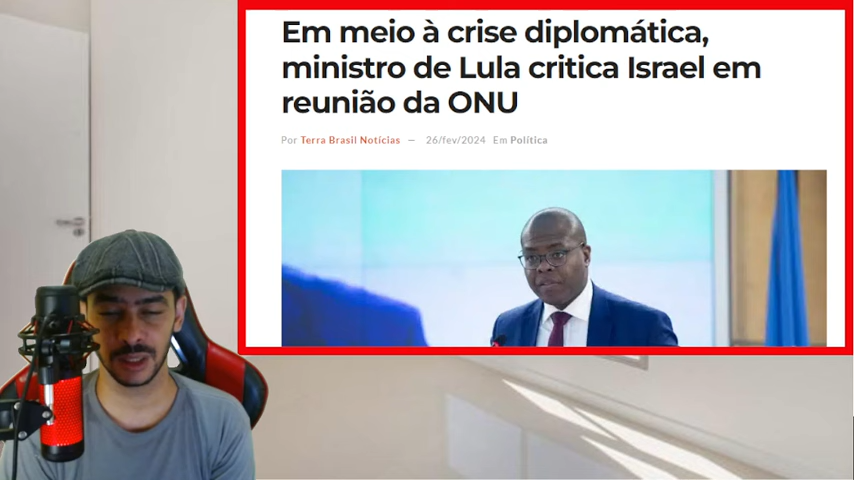 Em meio à crise diplomática,
ministro de Lula critica Israel em
reunião da ONU
Por Terra Brasil Notícias — 26/fev/2024 Em Política